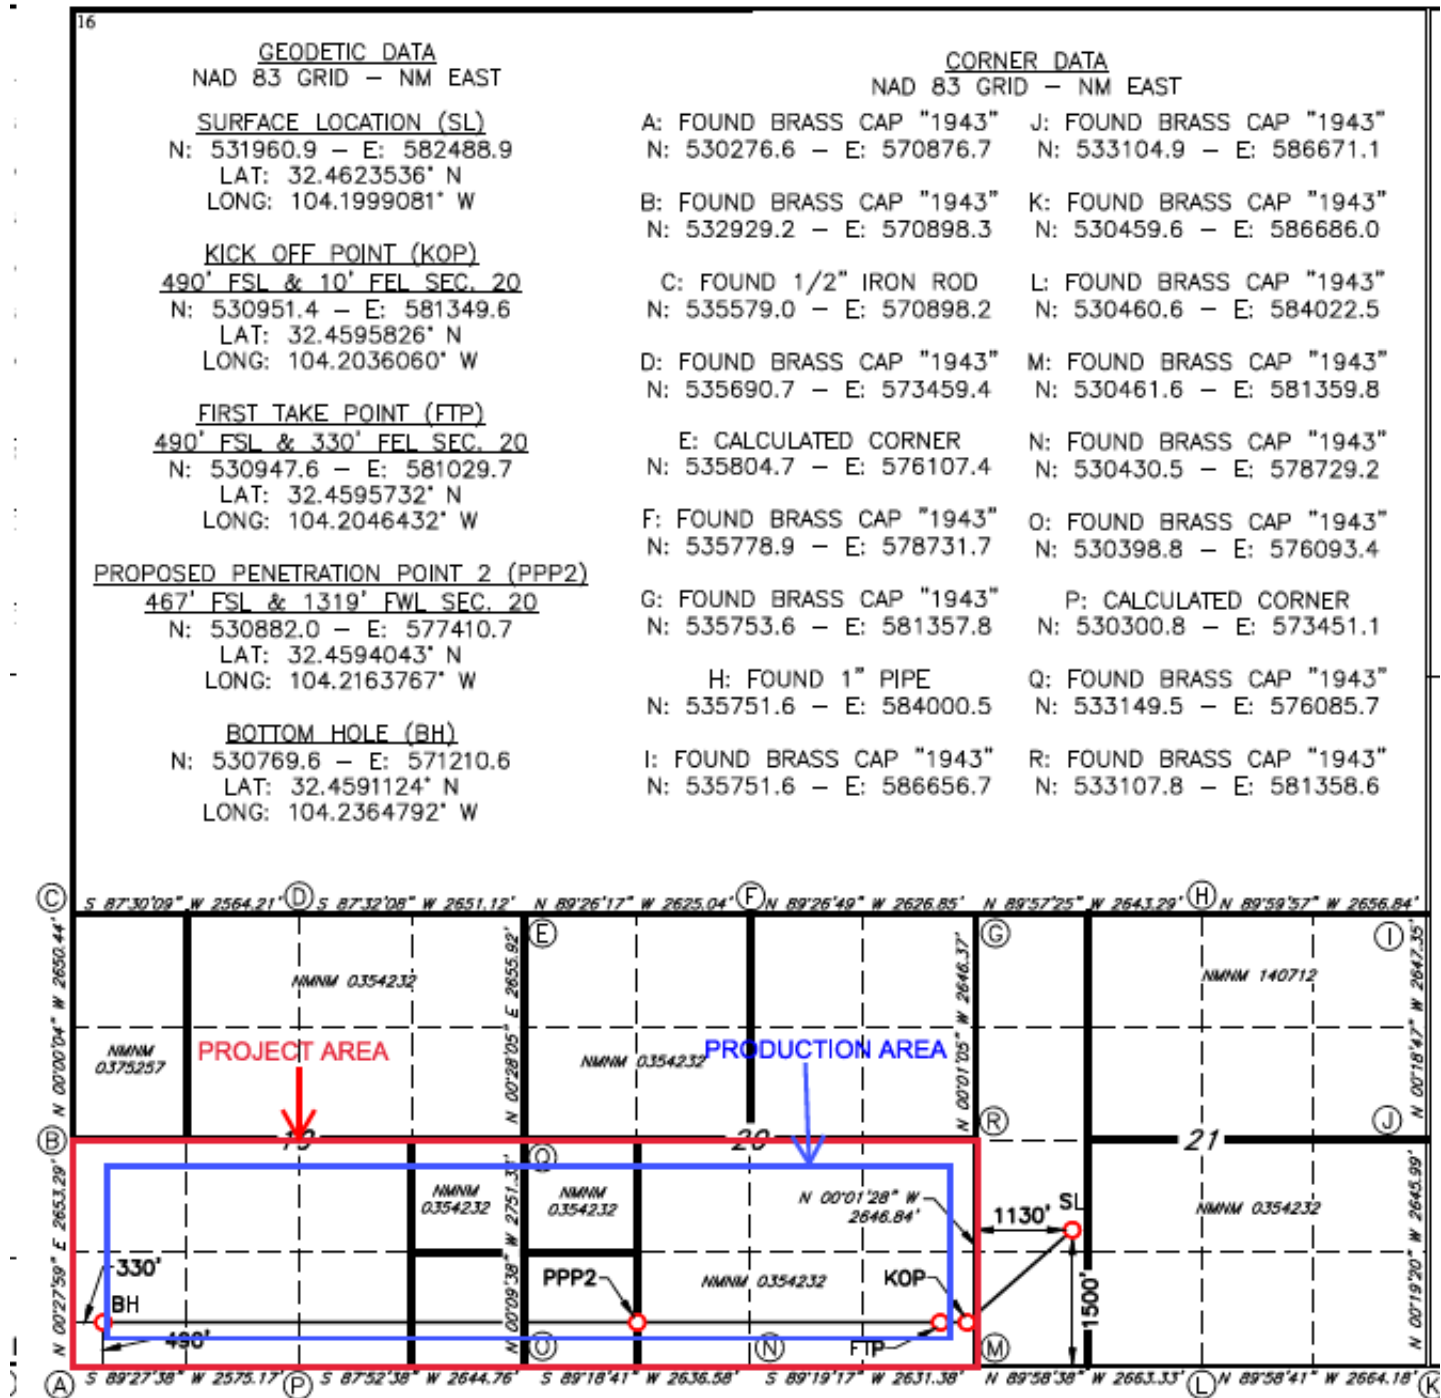 16
GEODETIC DATA
NAD 83 GRID – NM EAST
SURFACE LOCATION (SL)
N: 531960.9 – E: 582488.9
LAT: 32.4623536° N
LONG: 104.1999081° W
KICK OFF POINT (KOP)
490' FSL & 10' FEL SEC. 20
N: 530951.4 – E: 581349.6
LAT: 32.4595826° N
LONG: 104.2036060° W
FIRST TAKE POINT (FTP)
490' FSL & 330' FEL SEC. 20
N: 530947.6 – E: 581029.7
LAT: 32.4595732° N
LONG: 104.2046432° W
PROPOSED PENETRATION POINT 2 (PPP2)
467' FSL & 1319' FWL SEC. 20
N: 530882.0 – E: 577410.7
LAT: 32.4594043° N
LONG: 104.2163767° W
BOTTOM HOLE (BH)
N: 530769.6 – E: 571210.6
LAT: 32.4591124° N
LONG: 104.2364792° W
CORNER DATA
NAD 83 GRID – NM EAST
A: FOUND BRASS CAP "1943"
N: 530276.6 – E: 570876.7
B: FOUND BRASS CAP "1943"
N: 532929.2 – E: 570898.3
C: FOUND 1/2" IRON ROD
N: 535579.0 – E: 570898.2
D: FOUND BRASS CAP "1943"
N: 535690.7 – E: 573459.4
E: CALCULATED CORNER
N: 535804.7 – E: 576107.4
F: FOUND BRASS CAP "1943"
N: 535778.9 – E: 578731.7
G: FOUND BRASS CAP "1943"
N: 535753.6 – E: 581357.8
H: FOUND 1" PIPE
N: 535751.6 – E: 584000.5
I: FOUND BRASS CAP "1943"
N: 535751.6 – E: 586656.7
J: FOUND BRASS CAP "1943"
N: 533104.9 – E: 586671.1
K: FOUND BRASS CAP "1943"
N: 530459.6 – E: 586686.0
L: FOUND BRASS CAP "1943"
N: 530460.6 – E: 584022.5
M: FOUND BRASS CAP "1943"
N: 530461.6 – E: 581359.8
N: FOUND BRASS CAP "1943"
N: 530430.5 – E: 578729.2
O: FOUND BRASS CAP "1943"
N: 530398.8 – E: 576093.4
P: CALCULATED CORNER
N: 530300.8 – E: 573451.1
Q: FOUND BRASS CAP "1943"
N: 533149.5 – E: 576085.7
R: FOUND BRASS CAP "1943"
N: 533107.8 – E: 581358.6
C S 87°30'09" W 2564.21' D S 87°32'08" W 2651.12' N 89°26'17" W 2625.04' F N 89°26'49" W 2626.85' N 89°57'25" W 2643.29' H N 89°59'57" W 2656.84'
E G I
N 00°00'04" W 2650.44'
N 00°28'05" E 2655.92'
N 00°01'05" W 2646.37'
N 00°18'47" W 2647.35'
NMNM 0354232
NMNM 140712
NMNM
0375257
PROJECT AREA
NMNM 0354232
PRODUCTION AREA
B 19 20 R 21 J
Q
N 00°27'59" E 2653.29'
N 00°09'38" W 2751.3
N 00°19'20" W 2645.99'
NMNM
0354232
NMNM
0354232
N 00°01'28" W
2646.84'
1130'
SL
NMNM 0354232
330'
BH
490'
PPP2
NMNM 0354232
KOP
FTP
1500'
O N M
A S 89°27'38" W 2575.17' P S 87°52'38" W 2644.76' S 89°18'41" W 2636.58' S 89°19'17" W 2631.38' N 89°58'38" W 2663.33' L N 89°58'41" W 2664.18' K